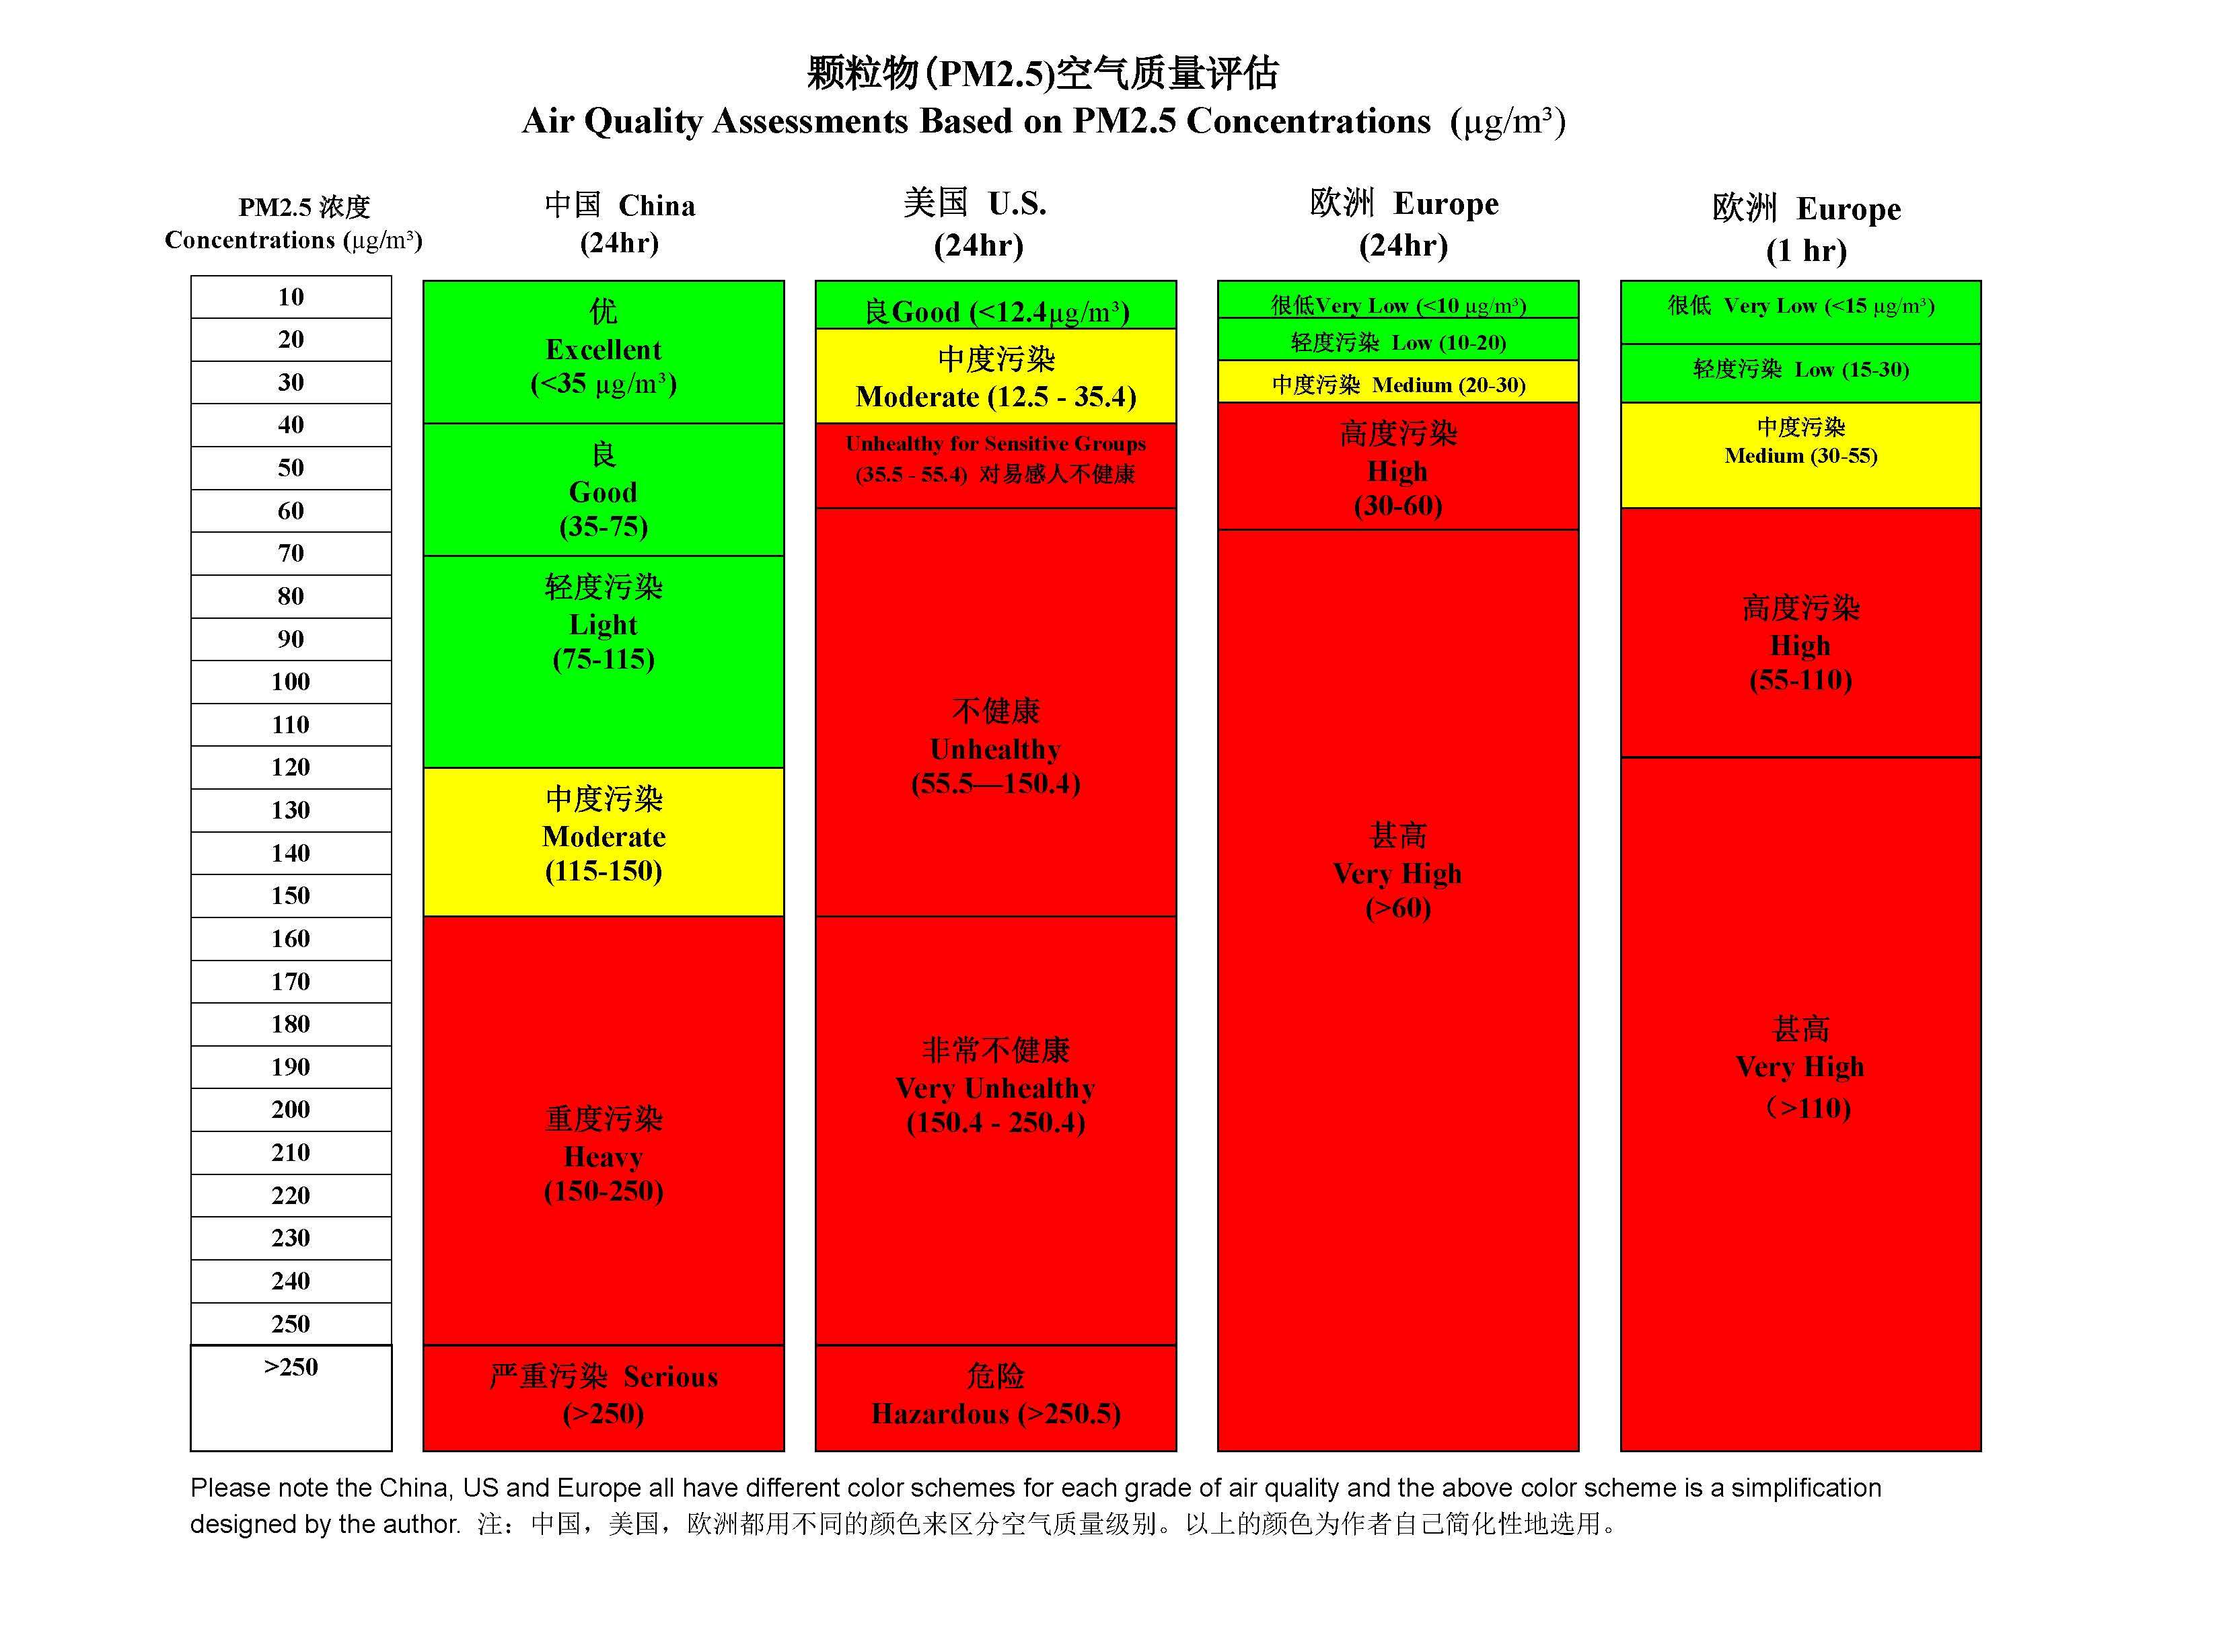 颗粒物(PM2.5)空气质量评估
Air Quality Assessments Based on PM2.5 Concentrations (µg/m³)
PM2.5 浓度
Concentrations (µg/m³)
10
20
30
40
50
60
70
80
90
100
110
120
130
140
150
160
170
180
190
200
210
220
230
240
250
>250
中国 China
(24hr)
优
Excellent
(<35 µg/m³)
良
Good
(35-75)
轻度污染
Light
(75-115)
中度污染
Moderate
(115-150)
重度污染
Heavy
(150-250)
严重污染 Serious
(>250)
美国 U.S.
(24hr)
良Good (<12.4µg/m³)
中度污染
Moderate (12.5 - 35.4)
Unhealthy for Sensitive Groups
(35.5 - 55.4) 对易感人不健康
不健康
Unhealthy
(55.5—150.4)
非常不健康
Very Unhealthy
(150.4 - 250.4)
危险
Hazardous (>250.5)
欧洲 Europe
(24hr)
很低Very Low (<10 µg/m³)
轻度污染 Low (10-20)
中度污染 Medium (20-30)
高度污染
High
(30-60)
甚高
Very High
(>60)
欧洲 Europe
(1 hr)
很低 Very Low (<15 µg/m³)
轻度污染 Low (15-30)
中度污染
Medium (30-55)
高度污染
High
(55-110)
甚高
Very High
（>110)
Please note the China, US and Europe all have different color schemes for each grade of air quality and the above color scheme is a simplification
designed by the author. 注：中国，美国，欧洲都用不同的颜色来区分空气质量级别。以上的颜色为作者自己简化性地选用。